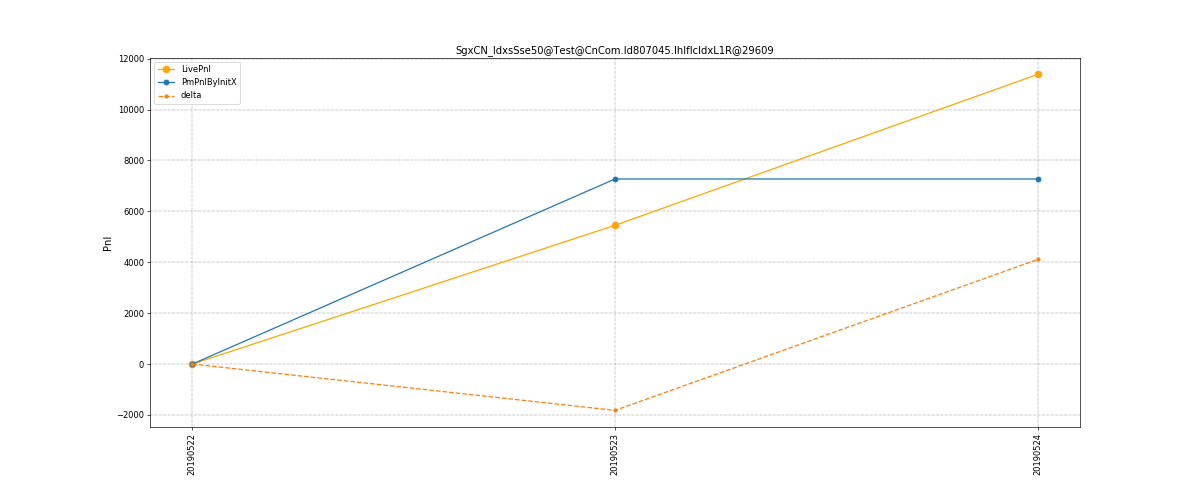 SgxCN_IdxsSse50@Test@CnCom.Id807045.IhIfIcIdxL1R@29609
12000
10000
8000
6000
4000
2000
0
−2000
Pnl
LivePnl
PmPnlByInitX
delta
20190522
20190523
20190524